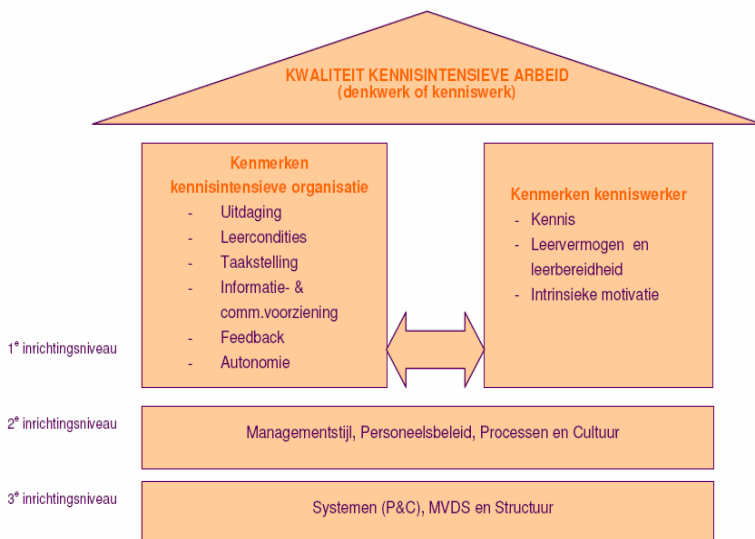 KWALITEIT KENNISINTENSIEVE ARBEID
(denkwerk of kenniswerk)
Kenmerken
kennisintensieve organisatie
- Uitdaging
- Leercondities
- Taakstelling
- Informatie- &
comm.voorziening
- Feedback
- Autonomie
Kenmerken kenniswerker
- Kennis
- Leervermogen en
leerbereidheid
- Intrinsieke motivatie
1e inrichtingsniveau
2e inrichtingsniveau
Managementstijl, Personeelsbeleid, Processen en Cultuur
3e inrichtingsniveau
Systemen (P&C), MVDS en Structuur